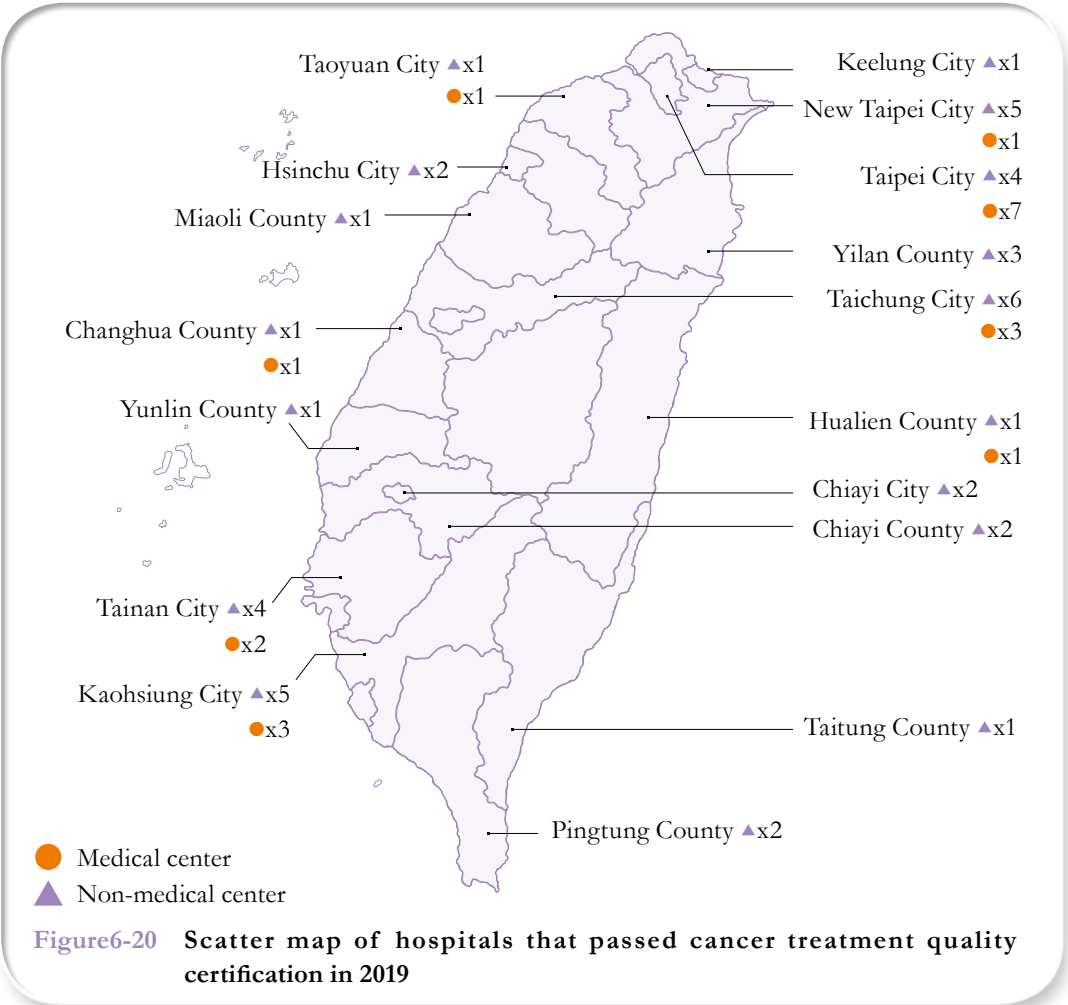 Taoyuan City x1
x1
Hsinchu City x2
Miaoli County x1
Changhua County x1
x1
Yunlin County x1
Tainan City x4
x2
Kaohsiung City x5
x3
Keelung City x1
New Taipei City x5
x1
Taipei City x4
x7
Yilan County x3
Taichung City x6
x3
Hualien County x1
x1
Chiayi City x2
Chiayi County x2
Taitung County x1
Pingtung County x2
Medical center
Non-medical center
Figure6-20 Scatter map of hospitals that passed cancer treatment quality
certification in 2019